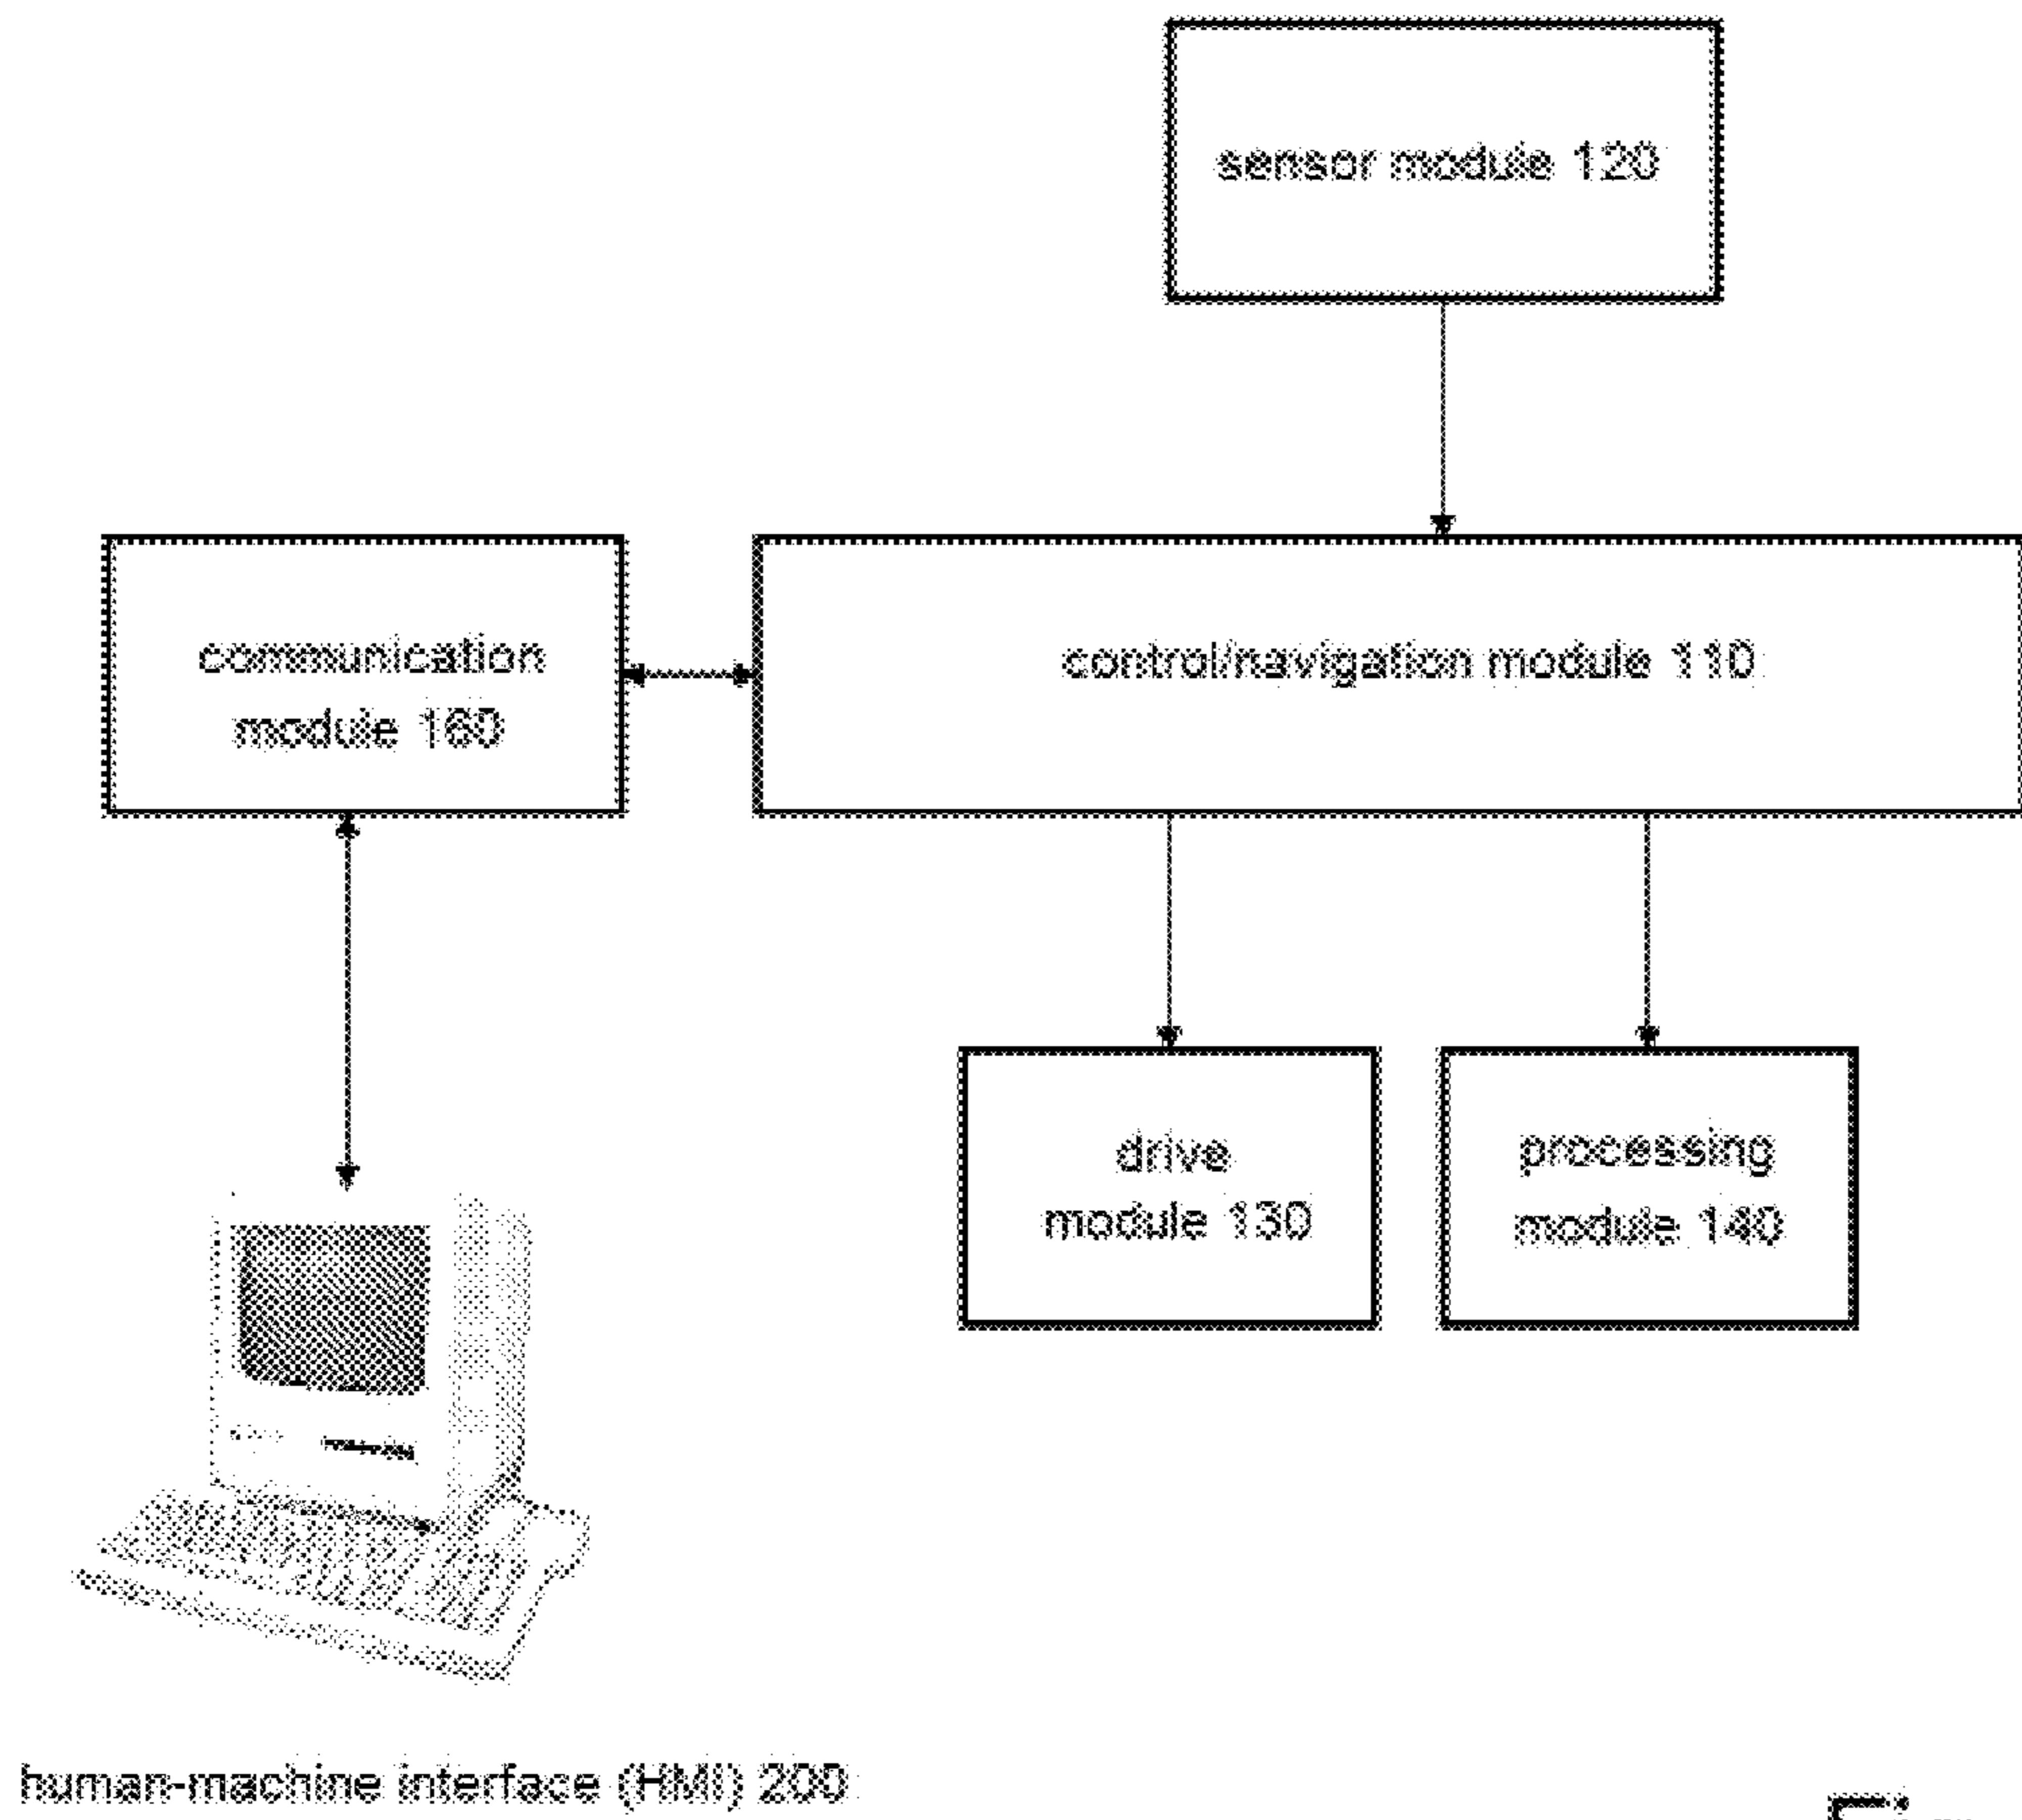 sensor module 120
communication
module 160
control/navigation module 110
drive
module 130
processing
module 140
human-machine interface (HMI) 200